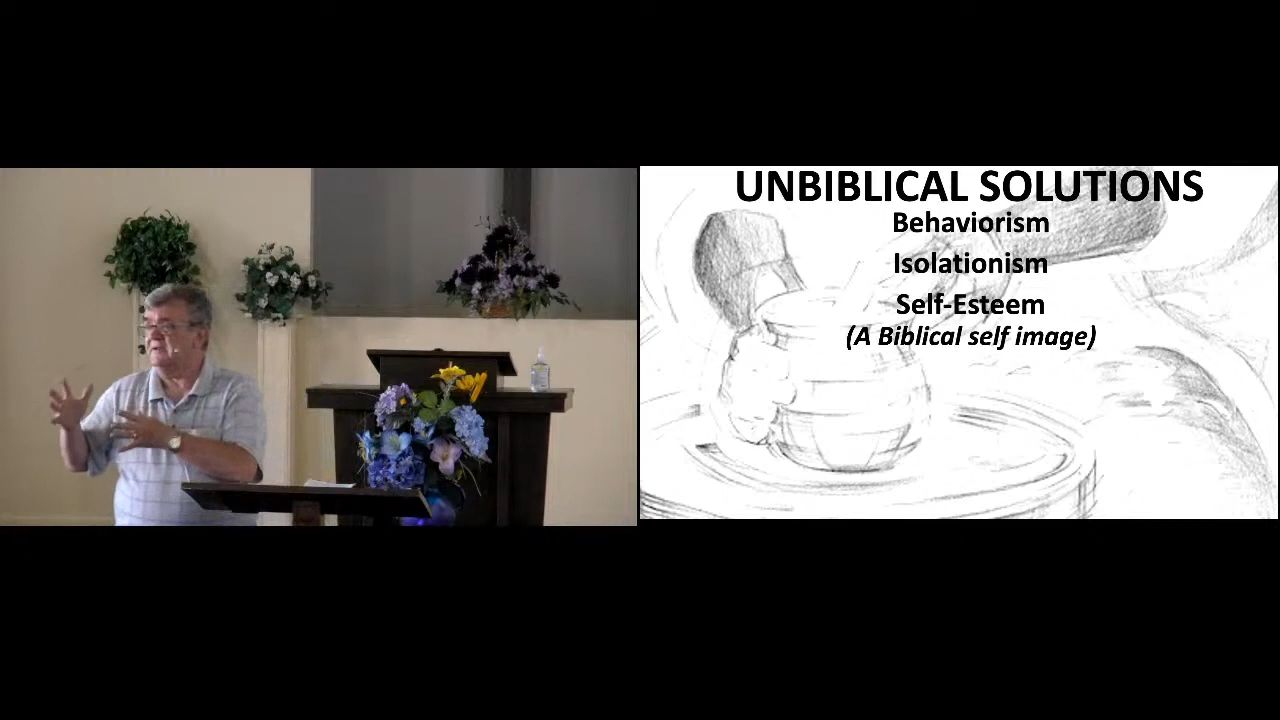 UNBIBLICAL SOLUTIONS
Behaviorism
Isolationism
Self-Esteem
(A Biblical self image)